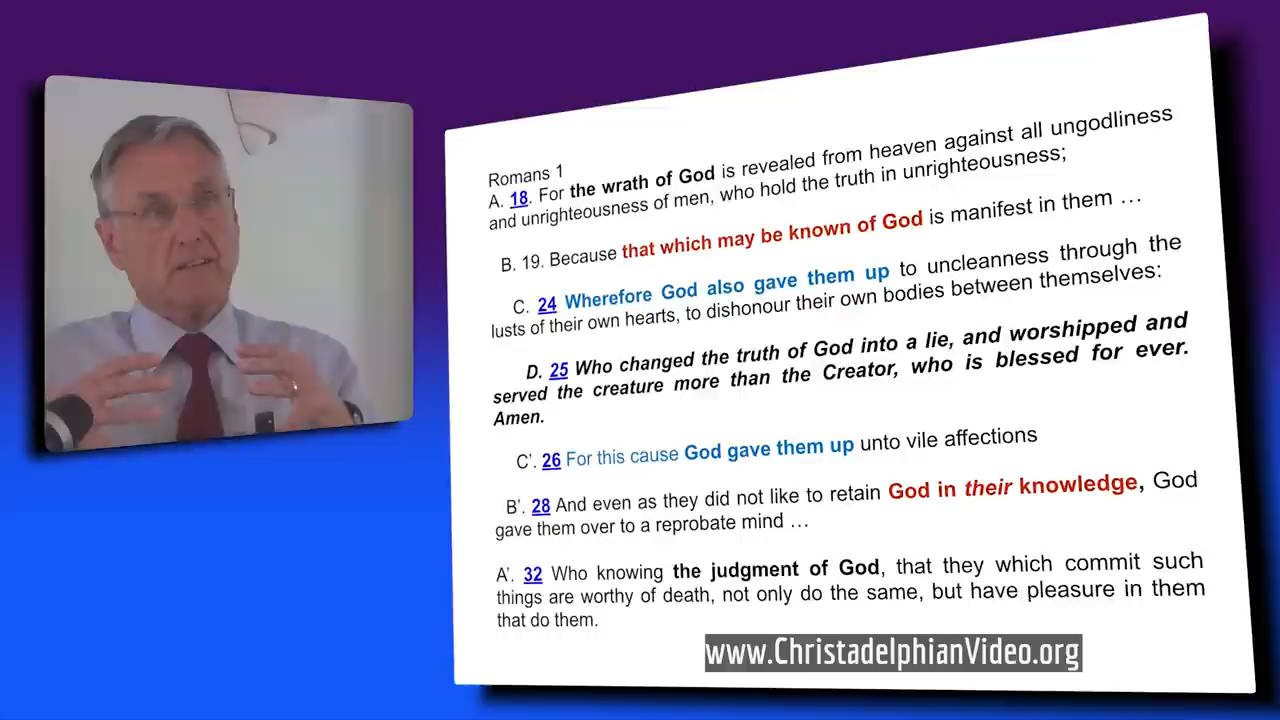 Romans 1
A. 18. For the wrath of God is revealed from heaven against all ungodliness
and unrighteousness of men, who hold the truth in unrighteousness;
B. 19. Because that which may be known of God is manifest in them …
C. 24 Wherefore God also gave them up to uncleanness through the
lusts of their own hearts, to dishonour their own bodies between themselves:
D. 25 Who changed the truth of God into a lie, and worshipped and
served the creature more than the Creator, who is blessed for ever.
Amen.
C'. 26 For this cause God gave them up unto vile affections
B'. 28 And even as they did not like to retain God in their knowledge, God
gave them over to a reprobate mind …
A'. 32 Who knowing the judgment of God, that they which commit such
things are worthy of death, not only do the same, but have pleasure in them
that do them.
www.ChristadelphianVideo.org